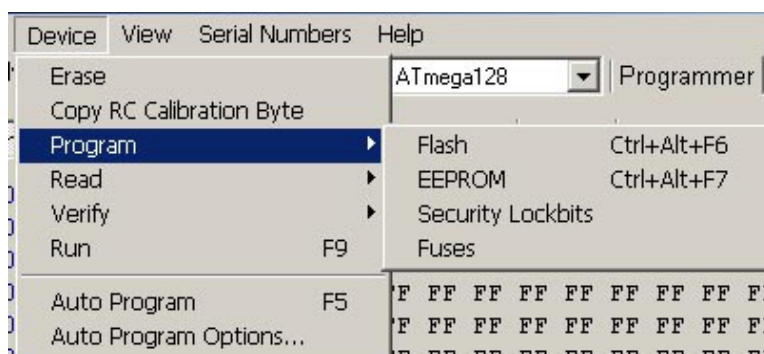 Device View Serial Numbers Help
Erase
ATmega128 Programmer
Copy RC Calibration Byte
Program
Flash Ctrl+Alt+F6
Read
EEPROM Ctrl+Alt+F7
Verify
Security Lockbits
Run F9
Fuses
Auto Program F5
FF FF FF FF FF FF FF
Auto Program Options...
FF FF FF FF FF FF FF